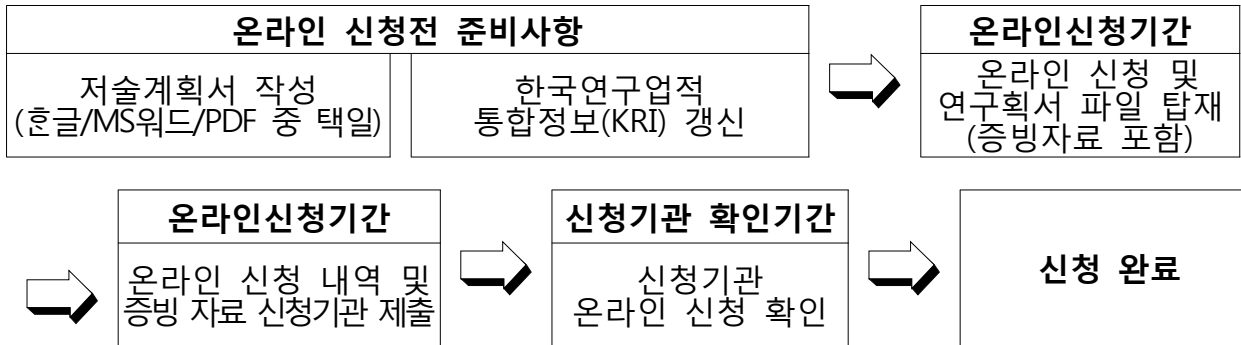 온라인 신청전 준비사항
저술계획서 작성
(훈글/MS워드/PDF 중 택일)
한국연구업적
통합정보(KRI) 갱신
온라인신청기간
온라인 신청 및
연구획서 파일 탑재
(증빙자료 포함)
온라인신청기간
온라인 신청 내역 및
증빙 자료 신청기관 제출
신청기관 확인기간
신청기관
온라인 신청 확인
신청 완료